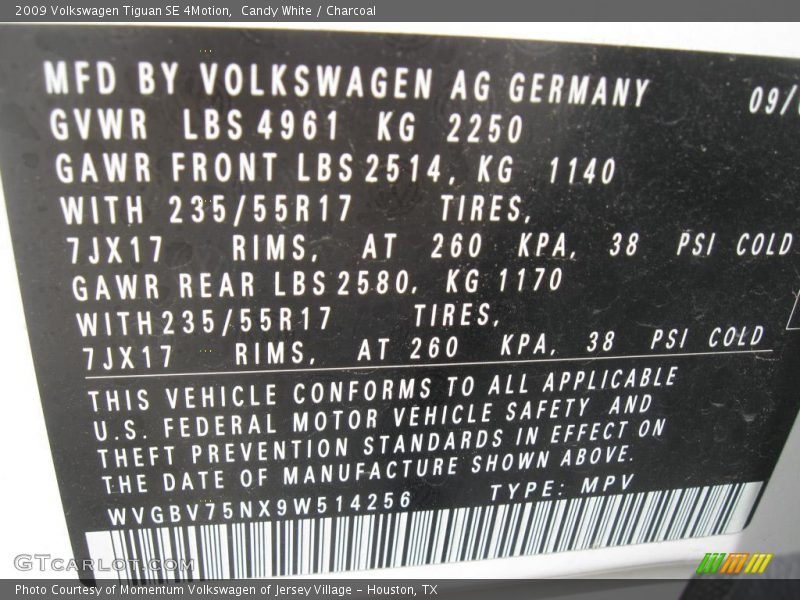 2009 Volkswagen Tiguan SE 4Motion,  Candy White / Charcoal
MFD BY VOLKSWAGEN AG GERMANY 09/
GVWR LBS 4961 KG 2250
GAWR FRONT LBS 2514, KG 1140
WITH 235/55R17 TIRES,
7JX17 RIMS, AT 260 KPA, 38 PSI COLD
GAWR REAR LBS 2580, KG 1170
WITH 235/55R17 TIRES,
7JX17 RIMS, AT 260 KPA, 38 PSI COLD
THIS VEHICLE CONFORMS TO ALL APPLICABLE
U.S. FEDERAL MOTOR VEHICLE SAFETY AND
THEFT PREVENTION STANDARDS IN EFFECT ON
THE DATE OF MANUFACTURE SHOWN ABOVE.
WVGBV75NX9W514256 TYPE: MPV
GTCarLot.com
Photo Courtesy of Momentum Volkswagen of Jersey Village - Houston, TX